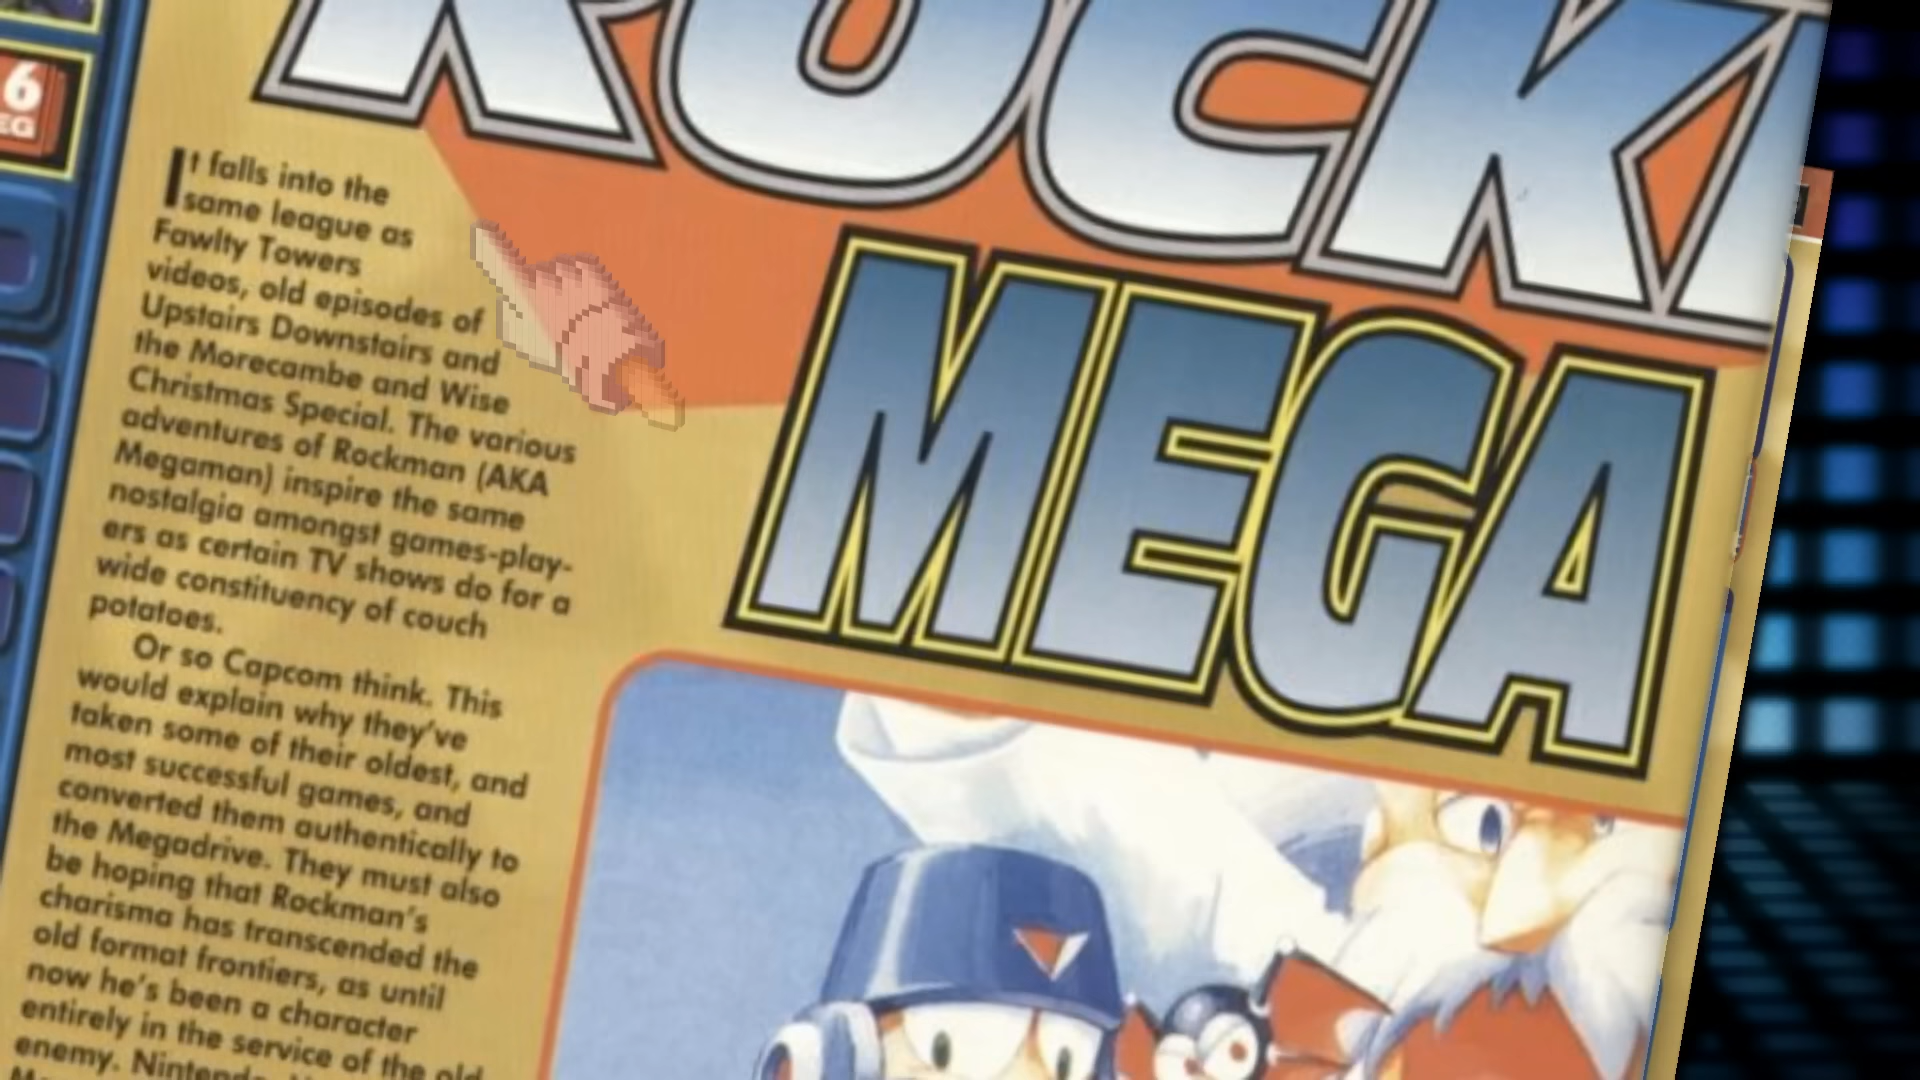 ROCK
MEGA
6
EG
It falls into the
same league as
Fawlty Towers
videos, old episodes of
Upstairs Downstairs and
the Morecambe and Wise
Christmas Special. The various
adventures of Rockman (AKA
Megaman) inspire the same
nostalgia amongst games-play-
ers as certain TV shows do for a
wide constituency of couch
potatoes.
Or so Capcom think. This
would explain why they've
taken some of their oldest, and
most successful games, and
converted them authentically to
the Megadrive. They must also
be hoping that Rockman's
charisma has transcended the
old format frontiers, as until
now he's been a character
entirely in the service of the old
enemy. Nintendo